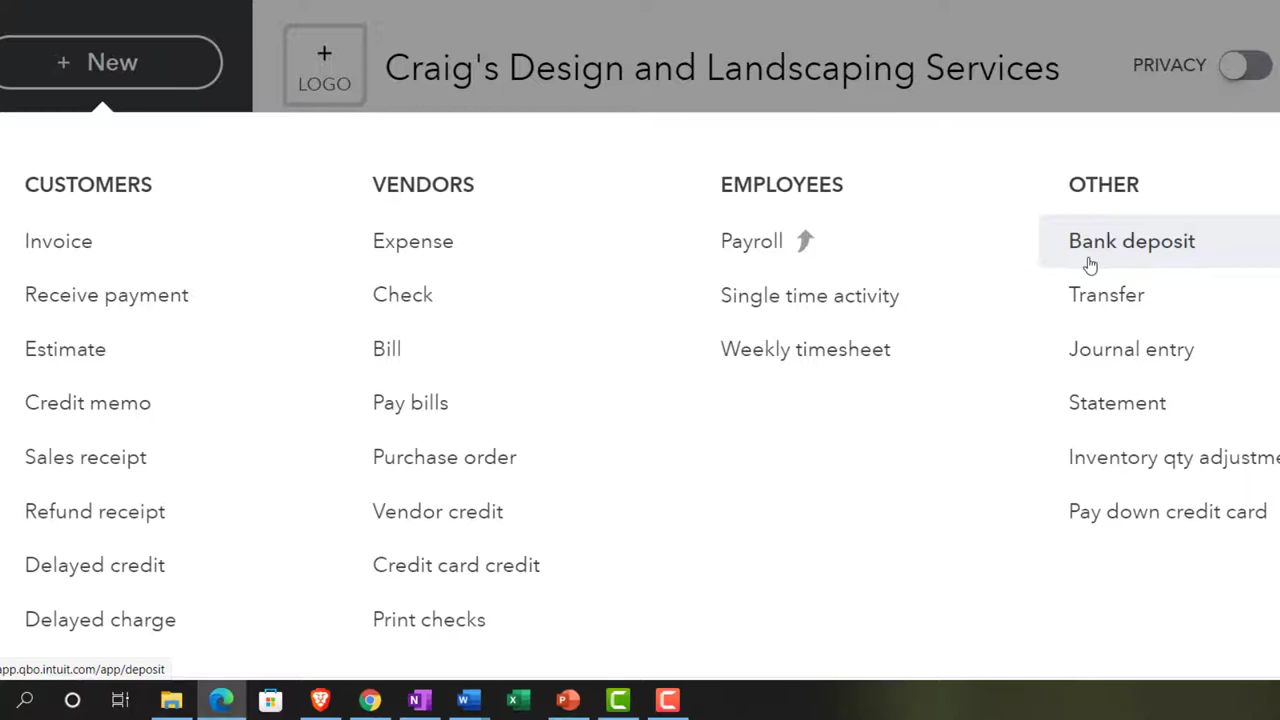 + New
+
LOGO
Craig's Design and Landscaping Services
PRIVACY
CUSTOMERS
Invoice
Receive payment
Estimate
Credit memo
Sales receipt
Refund receipt
Delayed credit
Delayed charge
VENDORS
Expense
Check
Bill
Pay bills
Purchase order
Vendor credit
Credit card credit
Print checks
EMPLOYEES
Payroll
Single time activity
Weekly timesheet
OTHER
Bank deposit
Transfer
Journal entry
Statement
Inventory qty adjustme
Pay down credit card
app.qbo.intuit.com/app/deposit